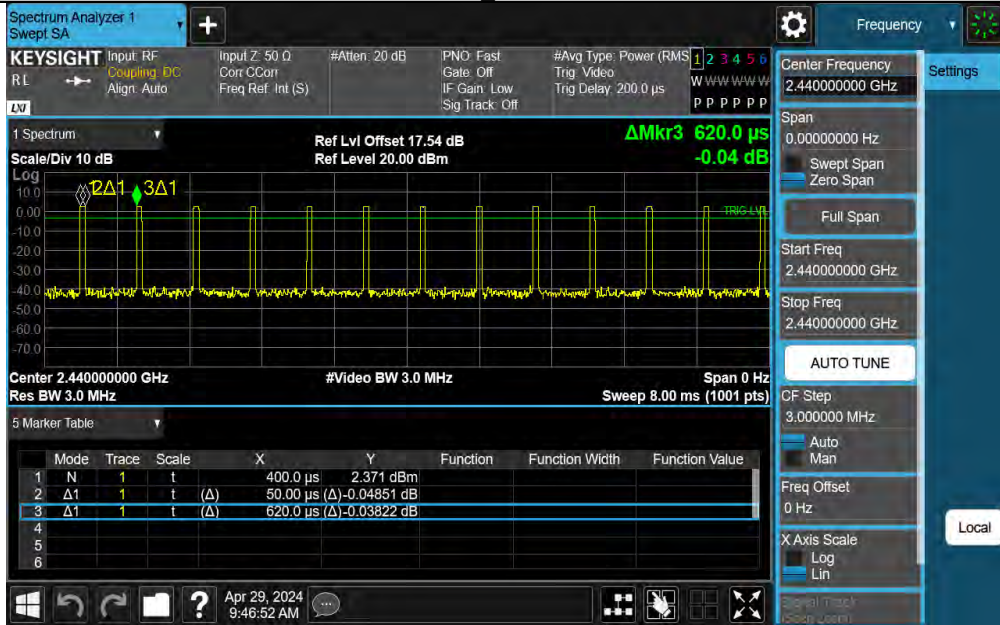 Spectrum Analyzer 1
Swept SA
+
Frequency
KEYSIGHT
RL
LXI
Input: RF
Coupling: DC
Align: Auto
Input Z: 50 Ω
Corr CCorr
Freq Ref: Int (S)
#Atten: 20 dB
PNO: Fast
Gate: Off
IF Gain: Low
Sig Track: Off
#Avg Type: Power (RMS
Trig: Video
Trig Delay: 200.0 µs
1 2 3 4 5 6
W W W W W W
P P P P P P
1 Spectrum
Scale/Div 10 dB
Ref Lvl Offset 17.54 dB
Ref Level 20.00 dBm
ΔMkr3 620.0 µs
-0.04 dB
Log
2Δ1
3Δ1
TRIG LVL
10.0
0.00
-10.0
-20.0
-30.0
-40.0
-50.0
-60.0
-70.0
Center 2.440000000 GHz
Res BW 3.0 MHz
#Video BW 3.0 MHz
Span 0 Hz
Sweep 8.00 ms (1001 pts)
5 Marker Table
Mode Trace Scale X Y Function Function Width Function Value
1 N 1 t 400.0 µs 2.371 dBm
2 Δ1 1 t (Δ) 50.00 µs (Δ) -0.04851 dB
3 Δ1 1 t (Δ) 620.0 µs (Δ) -0.03822 dB
4
5
6
?
Apr 29, 2024
9:46:52 AM
Center Frequency
2.440000000 GHz
Span
0.00000000 Hz
Swept Span
Zero Span
Full Span
Start Freq
2.440000000 GHz
Stop Freq
2.440000000 GHz
AUTO TUNE
CF Step
3.000000 MHz
Auto
Man
Freq Offset
0 Hz
X Axis Scale
Log
Lin
Signal Track
(Span Zoom)
Settings
Local